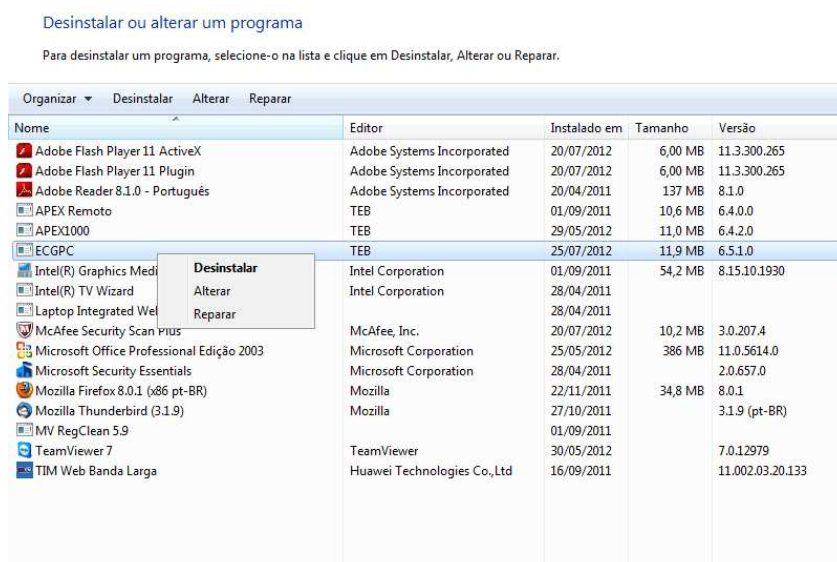 Desinstalar ou alterar um programa
Para desinstalar um programa, selecione-o na lista e clique em Desinstalar, Alterar ou Reparar.
Organizar Desinstalar Alterar Reparar
Nome Editor Instalado em Tamanho Versão
Adobe Flash Player 11 ActiveX Adobe Systems Incorporated 20/07/2012 6,00 MB 11.3.300.265
Adobe Flash Player 11 Plugin Adobe Systems Incorporated 20/07/2012 6,00 MB 11.3.300.265
Adobe Reader 8.1.0 - Português Adobe Systems Incorporated 20/04/2011 137 MB 8.1.0
APEX Remoto TEB 01/09/2011 10,6 MB 6.4.0.0
APEX1000 TEB 29/05/2012 11,0 MB 6.4.2.0
ECGPC TEB 25/07/2012 11,9 MB 6.5.1.0
Intel(R) Graphics Medi Intel Corporation 01/09/2011 54,2 MB 8.15.10.1930
Intel(R) TV Wizard Intel Corporation 28/04/2011
Laptop Integrated We 28/04/2011
Desinstalar
Alterar
Reparar
McAfee Security Scan Plus McAfee, Inc. 20/07/2012 10,2 MB 3.0.207.4
Microsoft Office Professional Edição 2003 Microsoft Corporation 25/05/2012 386 MB 11.0.5614.0
Microsoft Security Essentials Microsoft Corporation 28/04/2011 2.0.657.0
Mozilla Firefox 8.0.1 (x86 pt-BR) Mozilla 22/11/2011 34,8 MB 8.0.1
Mozilla Thunderbird (3.1.9) Mozilla 27/10/2011 3.1.9 (pt-BR)
MV RegClean 5.9 01/09/2011
TeamViewer 7 TeamViewer 30/05/2012 7.0.12979
TIM Web Banda Larga Huawei Technologies Co.,Ltd 16/09/2011 11.002.03.20.133